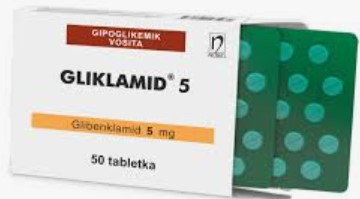 GIPOGLIKEMIK
VOSITA
GLIKLAMID® 5
Glibenklamid 5 mg
50 tabletka